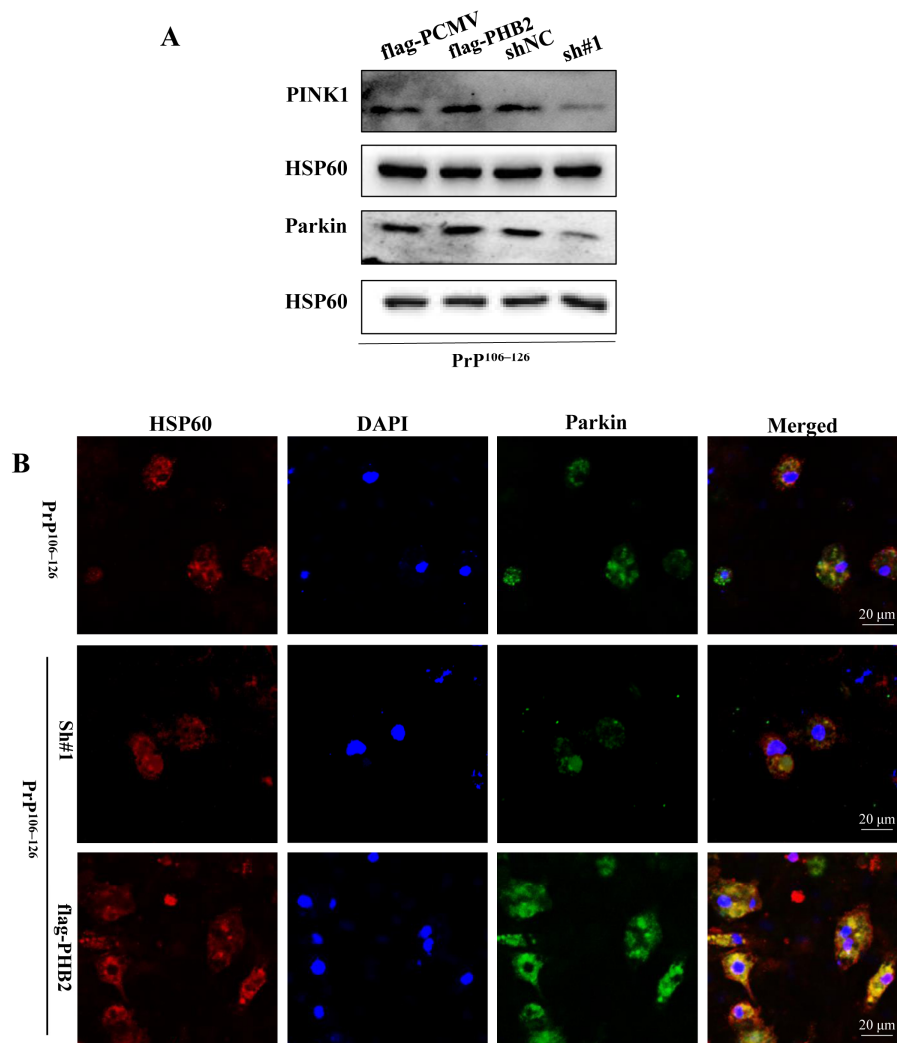 A
flag-PCMV flag-PHB2 shNC sh#1
PINK1
HSP60
Parkin
HSP60
PrP106–126
HSP60 DAPI Parkin Merged
B
PrP106–126
20 μm
Sh#1
20 μm
PrP106–126
flag-PHB2
20 μm